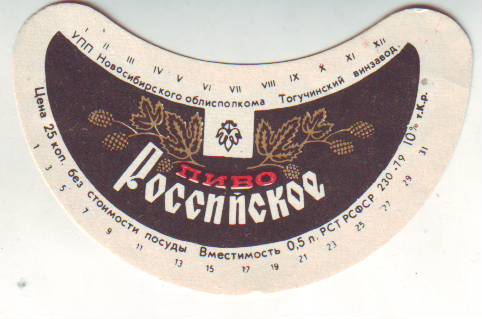 I II III IV V VI VII VIII IX X XI XII
УПП Новосибирского облисполкома Тогучинский винзавод.
ПИВО
Российское
Цена 25 коп. без стоимости посуды Вместимость 0,5 л. РСТ РСФСР 230-79 10% т.к.р.
1 3 5 7 9 11 13 15 17 19 21 23 25 27 29 31